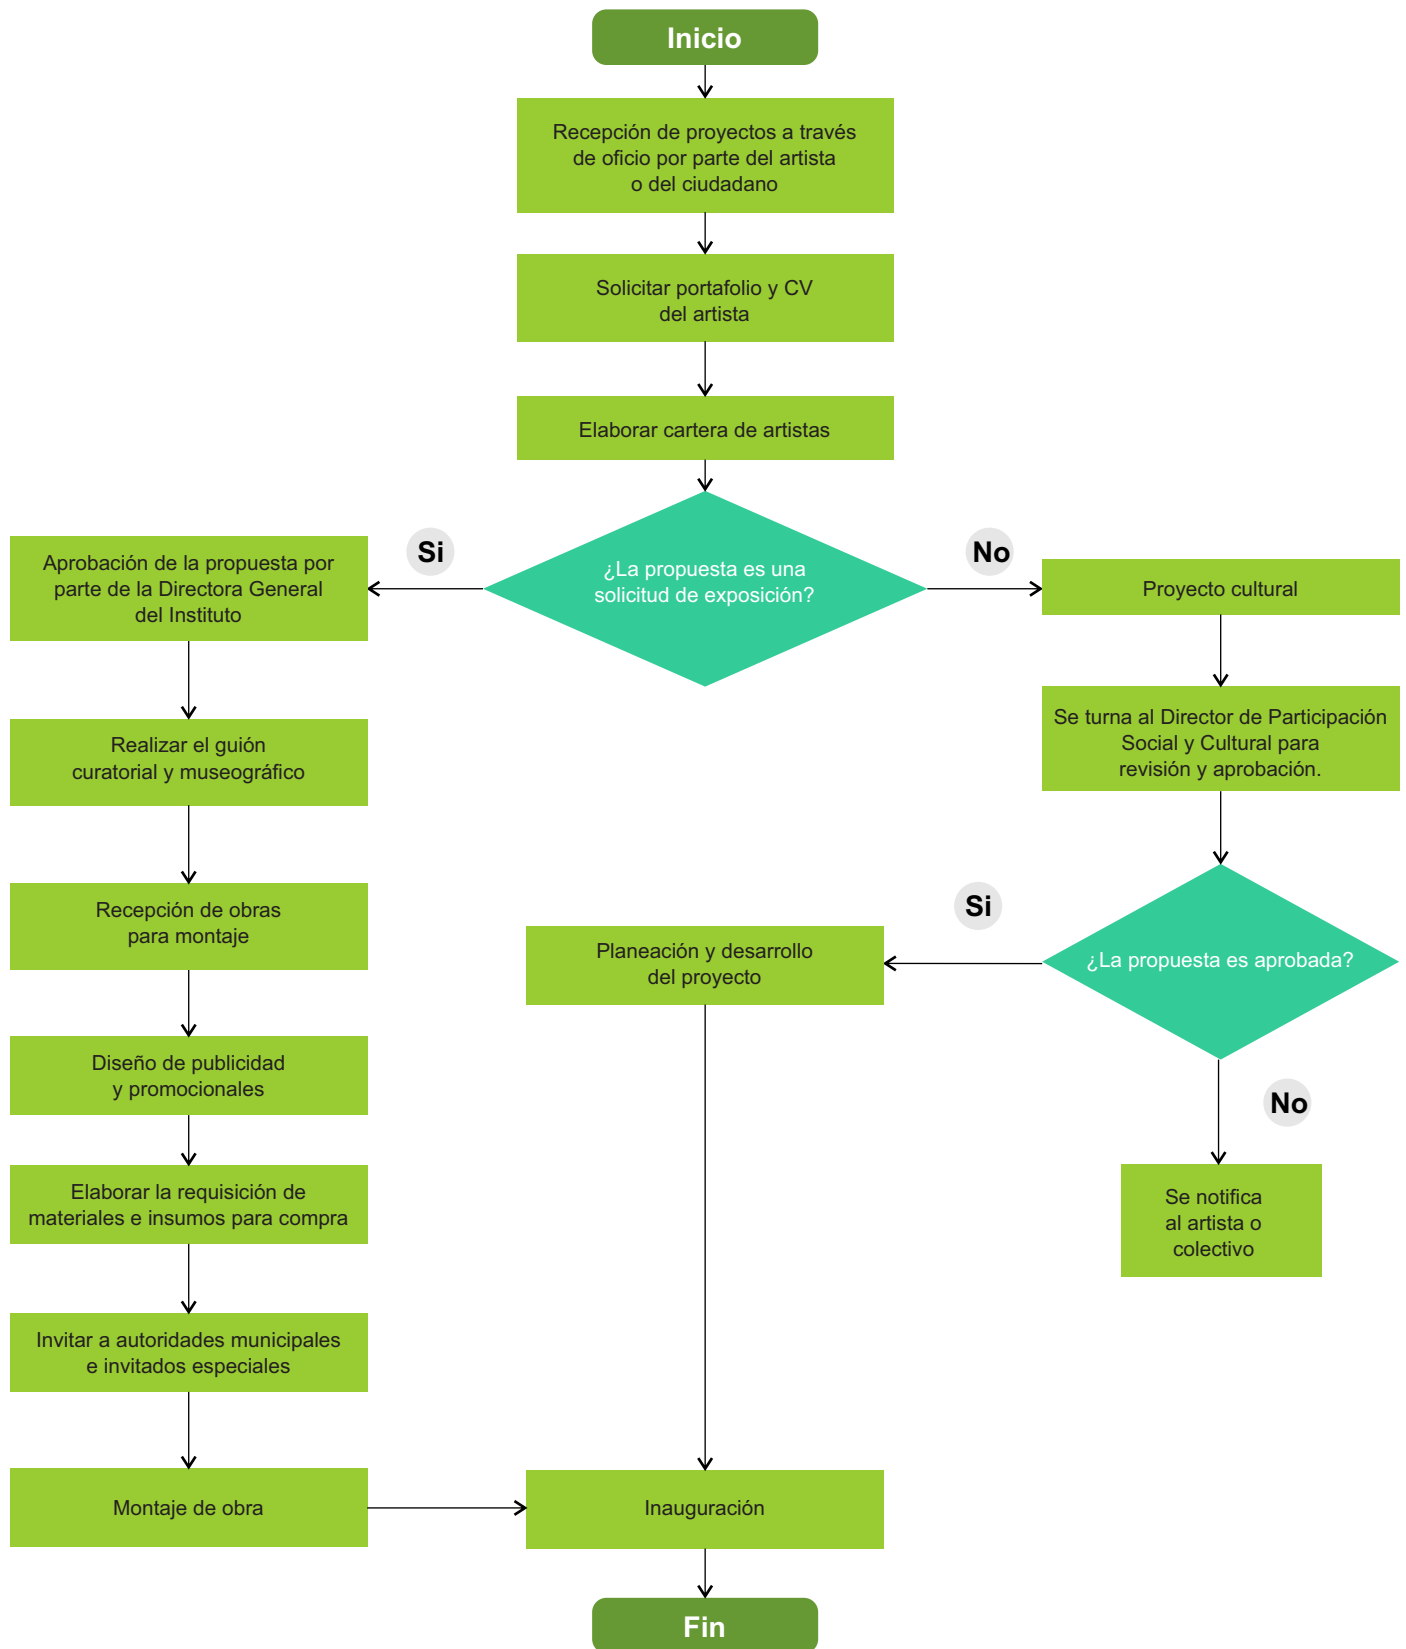 Inicio
Recepción de proyectos a través
de oficio por parte del artista
o del ciudadano
Solicitar portafolio y CV
del artista
Elaborar cartera de artistas
¿La propuesta es una
solicitud de exposición?
Si
No
Aprobación de la propuesta por
parte de la Directora General
del Instituto
Realizar el guión
curatorial y museográfico
Recepción de obras
para montaje
Diseño de publicidad
y promocionales
Elaborar la requisición de
materiales e insumos para compra
Invitar a autoridades municipales
e invitados especiales
Montaje de obra
Proyecto cultural
Se turna al Director de Participación
Social y Cultural para
revisión y aprobación.
¿La propuesta es aprobada?
Si
No
Planeación y desarrollo
del proyecto
Se notifica
al artista o
colectivo
Inauguración
Fin